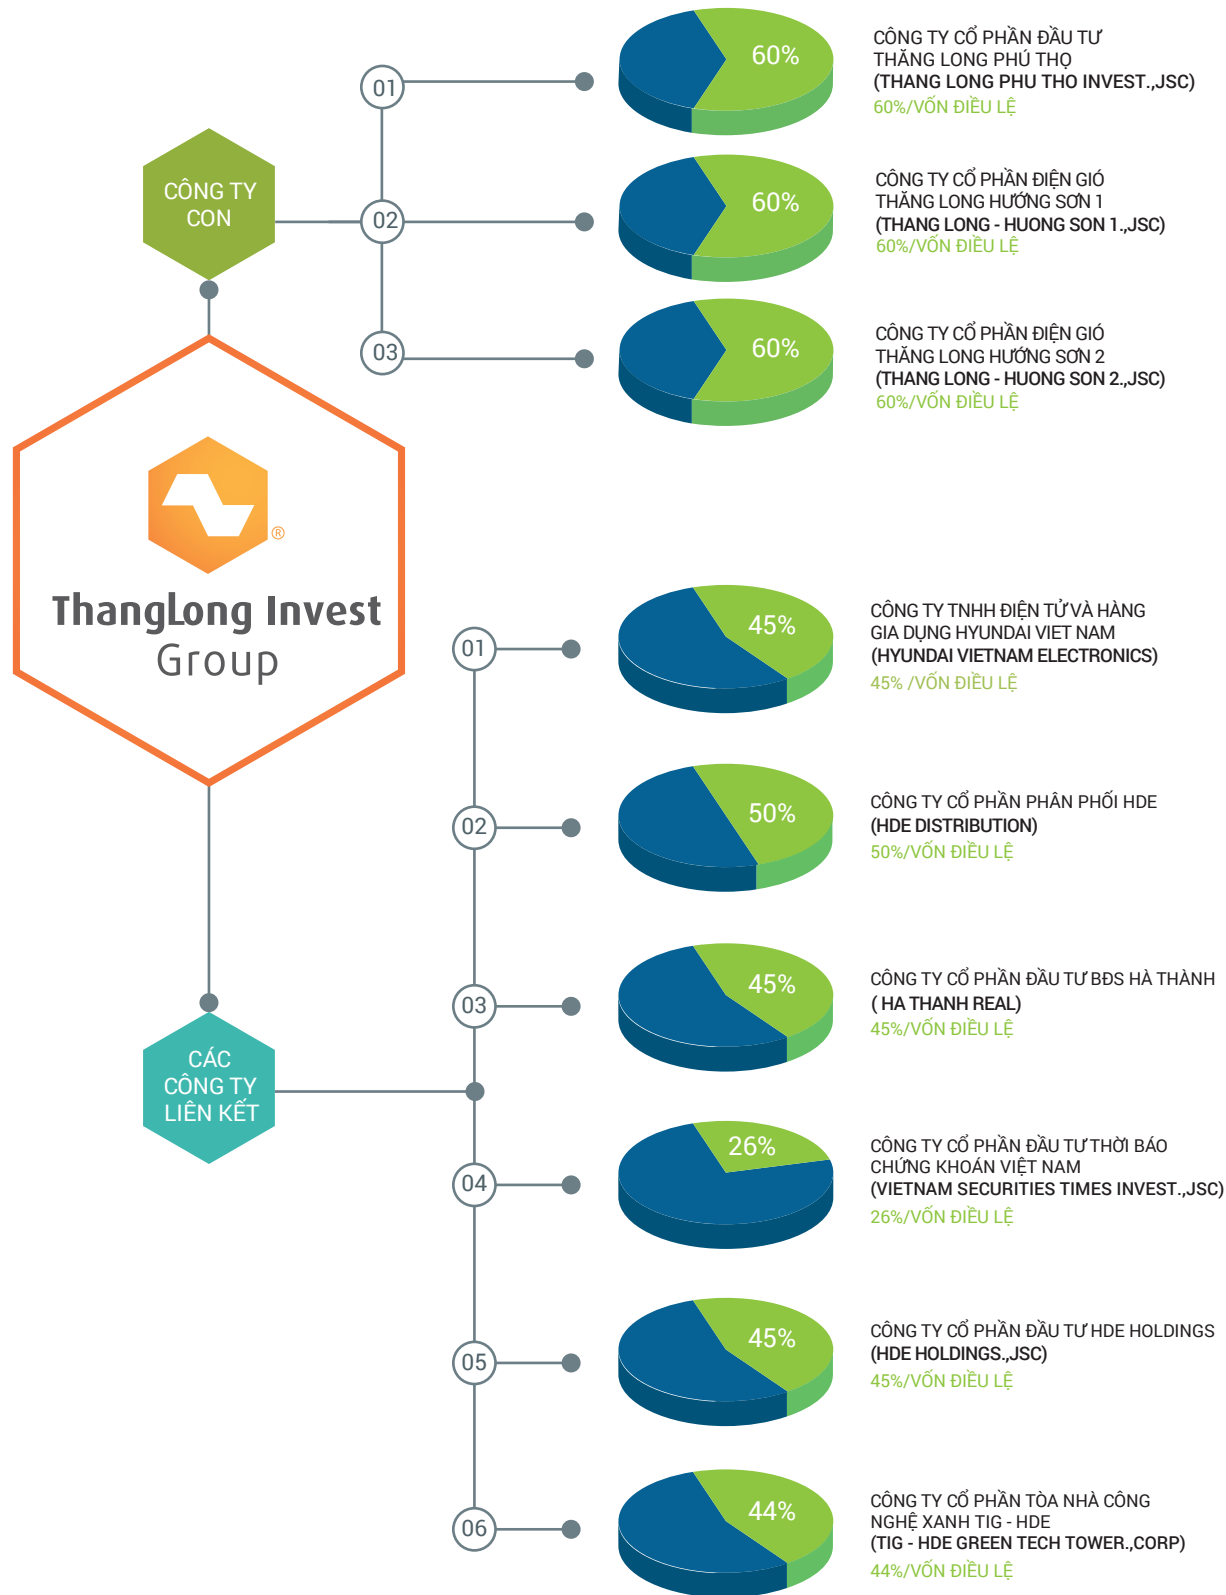 CÔNG TY
CON
01
60%
CÔNG TY CỔ PHẦN ĐẦU TƯ
THĂNG LONG PHÚ THỌ
(THANG LONG PHU THO INVEST.,JSC)
60%/VỐN ĐIỀU LỆ
02
60%
CÔNG TY CỔ PHẦN ĐIỆN GIÓ
THĂNG LONG HƯỚNG SƠN 1
(THANG LONG - HUONG SON 1.,JSC)
60%/VỐN ĐIỀU LỆ
03
60%
CÔNG TY CỔ PHẦN ĐIỆN GIÓ
THĂNG LONG HƯỚNG SƠN 2
(THANG LONG - HUONG SON 2.,JSC)
60%/VỐN ĐIỀU LỆ
®
ThangLong Invest
Group
CÁC
CÔNG TY
LIÊN KẾT
01
45%
CÔNG TY TNHH ĐIỆN TỬ VÀ HÀNG
GIA DỤNG HYUNDAI VIET NAM
(HYUNDAI VIETNAM ELECTRONICS)
45% /VỐN ĐIỀU LỆ
02
50%
CÔNG TY CỔ PHẦN PHÂN PHỐI HDE
(HDE DISTRIBUTION)
50%/VỐN ĐIỀU LỆ
03
45%
CÔNG TY CỔ PHẦN ĐẦU TƯ BĐS HÀ THÀNH
( HA THANH REAL)
45%/VỐN ĐIỀU LỆ
04
26%
CÔNG TY CỔ PHẦN ĐẦU TƯ THỜI BÁO
CHỨNG KHOÁN VIỆT NAM
(VIETNAM SECURITIES TIMES INVEST.,JSC)
26%/VỐN ĐIỀU LỆ
05
45%
CÔNG TY CỔ PHẦN ĐẦU TƯ HDE HOLDINGS
(HDE HOLDINGS.,JSC)
45%/VỐN ĐIỀU LỆ
06
44%
CÔNG TY CỔ PHẦN TÒA NHÀ CÔNG
NGHỆ XANH TIG - HDE
(TIG - HDE GREEN TECH TOWER.,CORP)
44%/VỐN ĐIỀU LỆ